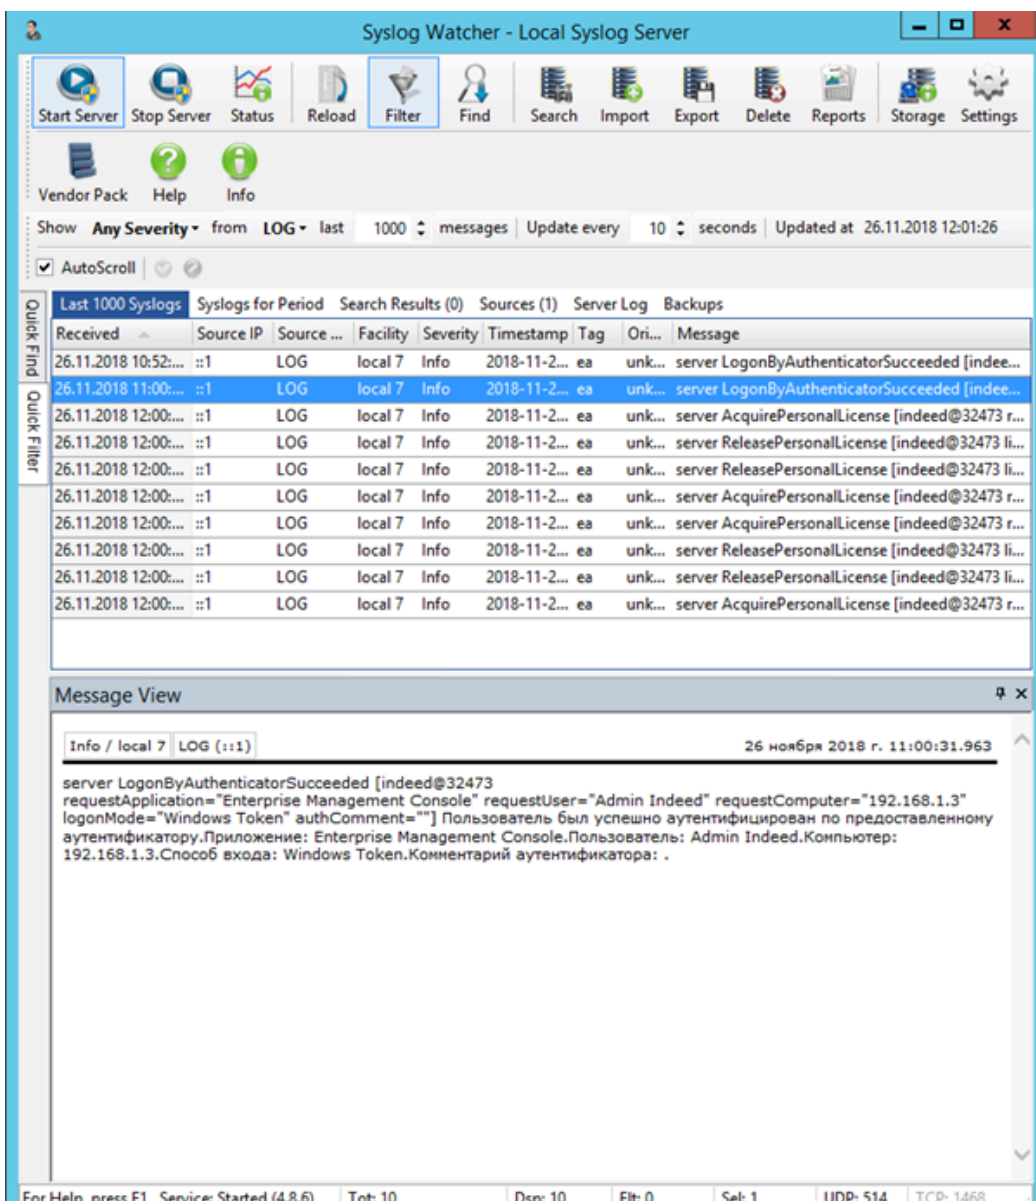 Syslog Watcher - Local Syslog Server
Start Server Stop Server Status Reload Filter Find Search Import Export Delete Reports Storage Settings
Vendor Pack Help Info
Show Any Severity from LOG last 1000 messages Update every 10 seconds Updated at 26.11.2018 12:01:26
AutoScroll
Quick Find
Quick Filter
Last 1000 Syslogs Syslogs for Period Search Results (0) Sources (1) Server Log Backups
Received Source IP Source ... Facility Severity Timestamp Tag Ori... Message
26.11.2018 10:52:... ::1 LOG local 7 Info 2018-11-2... ea unk... server LogonByAuthenticatorSucceeded [indee...
26.11.2018 11:00:... ::1 LOG local 7 Info 2018-11-2... ea unk... server LogonByAuthenticatorSucceeded [indee...
26.11.2018 12:00:... ::1 LOG local 7 Info 2018-11-2... ea unk... server AcquirePersonalLicense [indeed@32473 r...
26.11.2018 12:00:... ::1 LOG local 7 Info 2018-11-2... ea unk... server ReleasePersonalLicense [indeed@32473 li...
26.11.2018 12:00:... ::1 LOG local 7 Info 2018-11-2... ea unk... server ReleasePersonalLicense [indeed@32473 li...
26.11.2018 12:00:... ::1 LOG local 7 Info 2018-11-2... ea unk... server AcquirePersonalLicense [indeed@32473 r...
26.11.2018 12:00:... ::1 LOG local 7 Info 2018-11-2... ea unk... server AcquirePersonalLicense [indeed@32473 r...
26.11.2018 12:00:... ::1 LOG local 7 Info 2018-11-2... ea unk... server ReleasePersonalLicense [indeed@32473 li...
26.11.2018 12:00:... ::1 LOG local 7 Info 2018-11-2... ea unk... server ReleasePersonalLicense [indeed@32473 li...
26.11.2018 12:00:... ::1 LOG local 7 Info 2018-11-2... ea unk... server AcquirePersonalLicense [indeed@32473 r...
Message View
Info / local 7 LOG (::1) 26 ноября 2018 г. 11:00:31.963
server LogonByAuthenticatorSucceeded [indeed@32473
requestApplication="Enterprise Management Console" requestUser="Admin Indeed" requestComputer="192.168.1.3"
logonMode="Windows Token" authComment=""] Пользователь был успешно аутентифицирован по предоставленному
аутентификатору.Приложение: Enterprise Management Console.Пользователь: Admin Indeed.Компьютер:
192.168.1.3.Способ входа: Windows Token.Комментарий аутентификатора: .
For Help, press F1 Service: Started (4.8.6) Tot: 10 Dsp: 10 Flt: 0 Sel: 1 UDP: 514 TCP: 1468